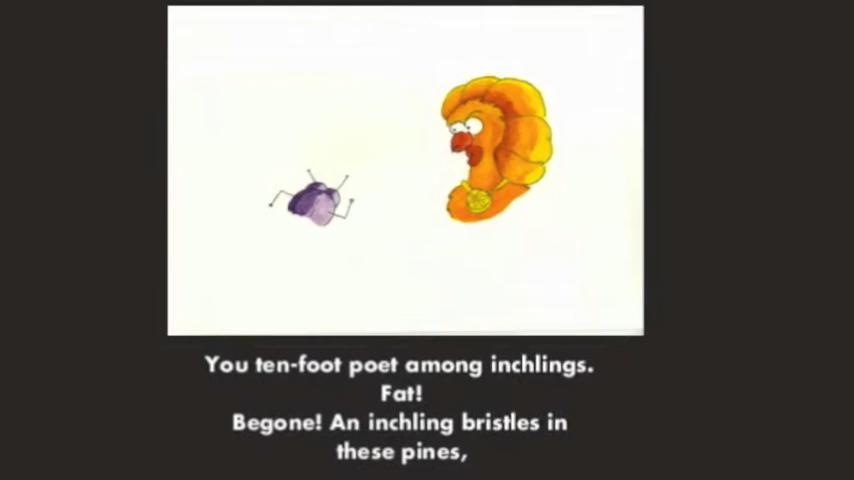 You ten-foot poet among inchlings.
Fat!
Begone! An inchling bristles in
these pines,